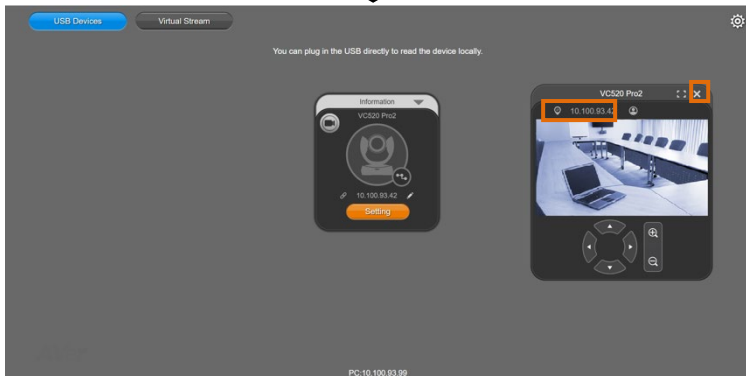 USB Devices
Virtual Stream
You can plug in the USB directly to read the device locally.
Information
VC520 Pro2
10.100.93.42
Setting
VC520 Pro2
10.100.93.42
PC:10.100.93.99